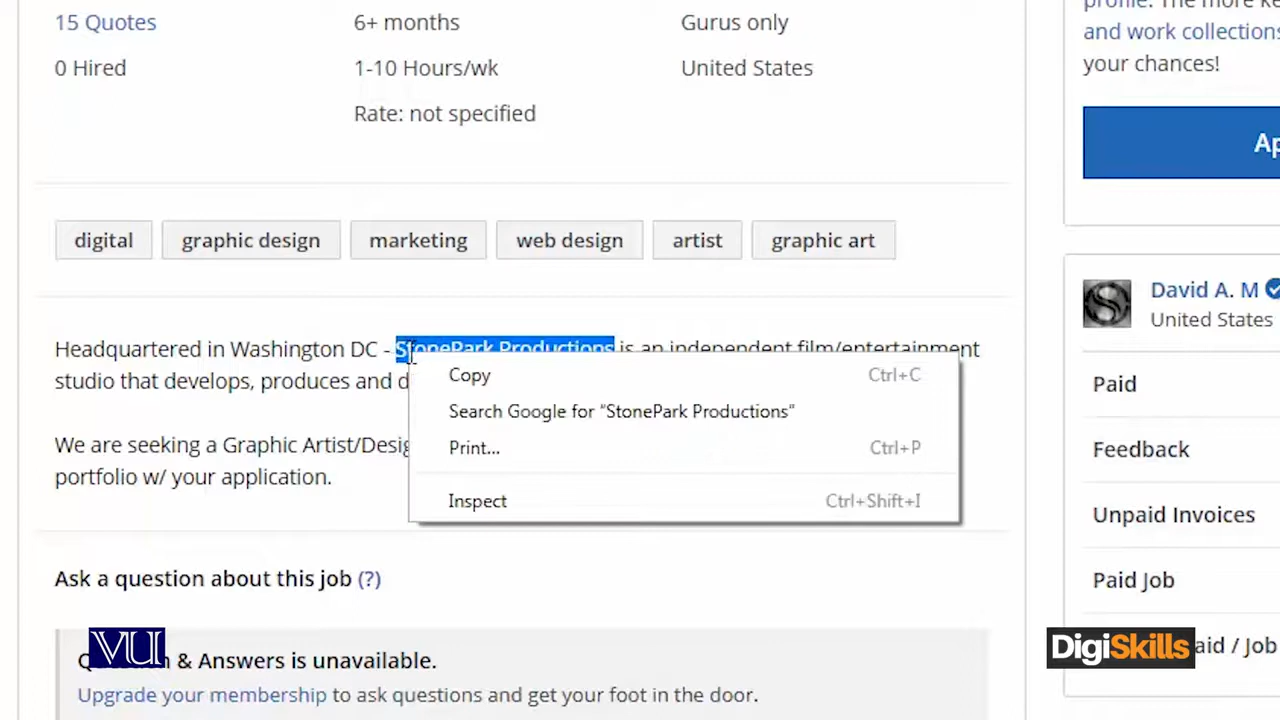 15 Quotes
6+ months
Gurus only
0 Hired
1-10 Hours/wk
United States
Rate: not specified
digital
graphic design
marketing
web design
artist
graphic art
Headquartered in Washington DC - StonePark Productions is an independent film/entertainment
studio that develops, produces and
We are seeking a Graphic
portfolio w/ your application.
Copy Ctrl+C
Search Google for “StonePark Productions”
Print... Ctrl+P
Inspect Ctrl+Shift+I
Ask a question about this job (?)
& Answers is unavailable.
Upgrade your membership to ask questions and get your foot in the door.
VU
profile. The more
and work collections
your chances!
David A. M
United States
Paid
Feedback
Unpaid Invoices
Paid Job
/ Job
DigiSkills